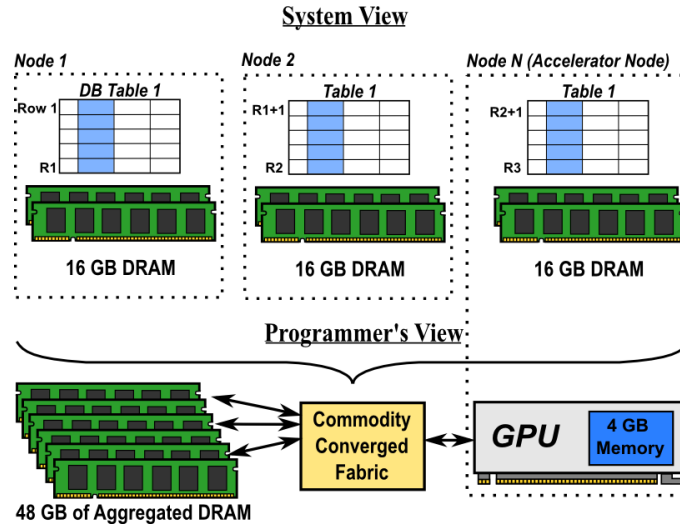 System View
Node 1
Node 2
Node N (Accelerator Node)
DB Table 1
Table 1
Table 1
Row 1
R1+1
R2+1
R1
R2
R3
16 GB DRAM
16 GB DRAM
16 GB DRAM
Programmer's View
Commodity
Converged
Fabric
GPU
4 GB
Memory
48 GB of Aggregated DRAM